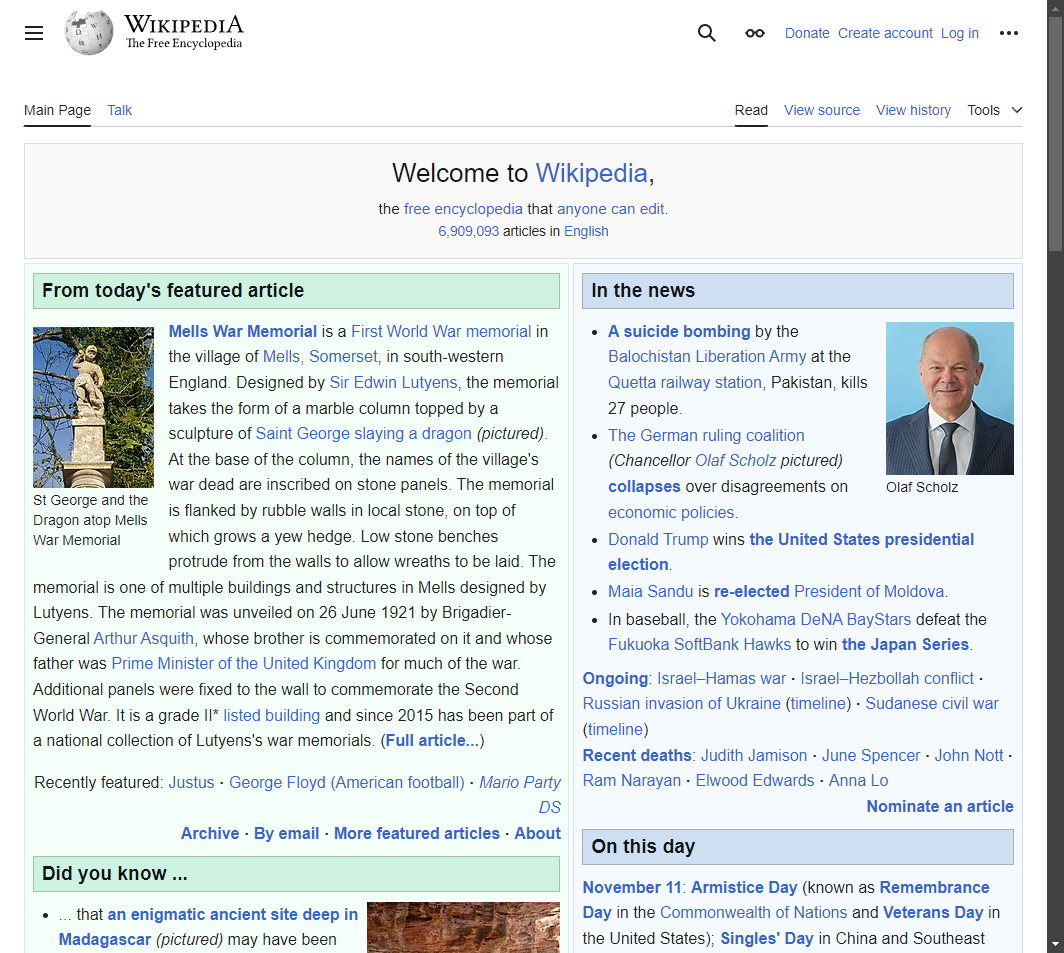 WIKIPEDIA
The Free Encyclopedia
Donate Create account Log in
Main Page Talk
Read View source View history Tools
Welcome to Wikipedia,
the free encyclopedia that anyone can edit.
6,909,093 articles in English
From today's featured article
St George and the
Dragon atop Mells
War Memorial
Mells War Memorial is a First World War memorial in
the village of Mells, Somerset, in south-western
England. Designed by Sir Edwin Lutyens, the memorial
takes the form of a marble column topped by a
sculpture of Saint George slaying a dragon (pictured).
At the base of the column, the names of the village's
war dead are inscribed on stone panels. The memorial
is flanked by rubble walls in local stone, on top of
which grows a yew hedge. Low stone benches
protrude from the walls to allow wreaths to be laid. The
memorial is one of multiple buildings and structures in Mells designed by
Lutyens. The memorial was unveiled on 26 June 1921 by Brigadier-
General Arthur Asquith, whose brother is commemorated on it and whose
father was Prime Minister of the United Kingdom for much of the war.
Additional panels were fixed to the wall to commemorate the Second
World War. It is a grade II* listed building and since 2015 has been part of
a national collection of Lutyens's war memorials. (Full article...)
Recently featured: Justus · George Floyd (American football) · Mario Party
DS
Archive · By email · More featured articles · About
Did you know ...
... that an enigmatic ancient site deep in
Madagascar (pictured) may have been
In the news
A suicide bombing by the
Balochistan Liberation Army at the
Quetta railway station, Pakistan, kills
27 people.
The German ruling coalition
(Chancellor Olaf Scholz pictured)
collapses over disagreements on
economic policies.
Olaf Scholz
Donald Trump wins the United States presidential
election.
Maia Sandu is re-elected President of Moldova.
In baseball, the Yokohama DeNA BayStars defeat the
Fukuoka SoftBank Hawks to win the Japan Series.
Ongoing: Israel–Hamas war · Israel–Hezbollah conflict ·
Russian invasion of Ukraine (timeline) · Sudanese civil war
(timeline)
Recent deaths: Judith Jamison · June Spencer · John Nott ·
Ram Narayan · Elwood Edwards · Anna Lo
Nominate an article
On this day
November 11: Armistice Day (known as Remembrance
Day in the Commonwealth of Nations and Veterans Day in
the United States); Singles' Day in China and Southeast